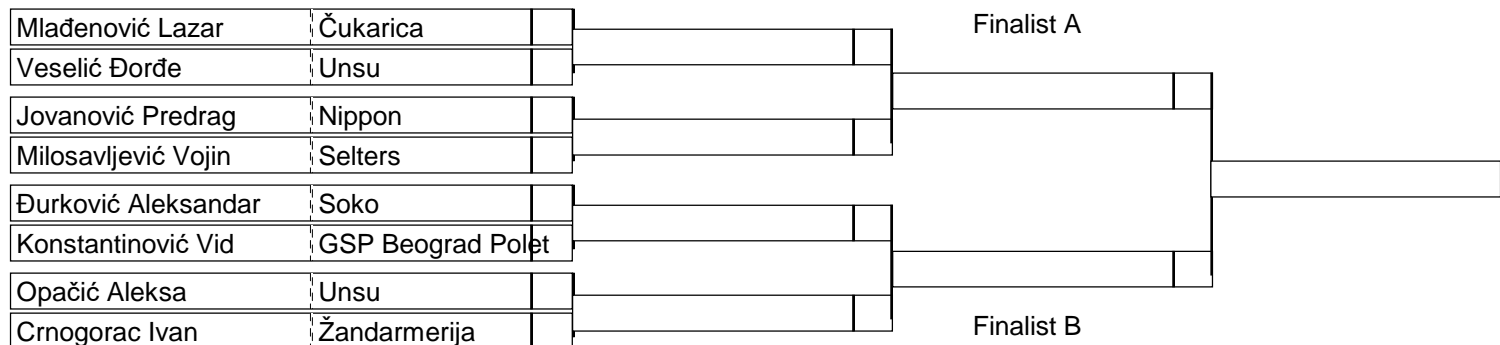 Mlađenović Lazar Čukarica
Finalist A
Veselić Đorđe Unsu
Jovanović Predrag Nippon
Milosavljević Vojin Selters
Đurković Aleksandar Soko
Konstantinović Vid GSP Beograd Polet
Opačić Aleksa Unsu
Crnogorac Ivan Žandarmerija
Finalist B